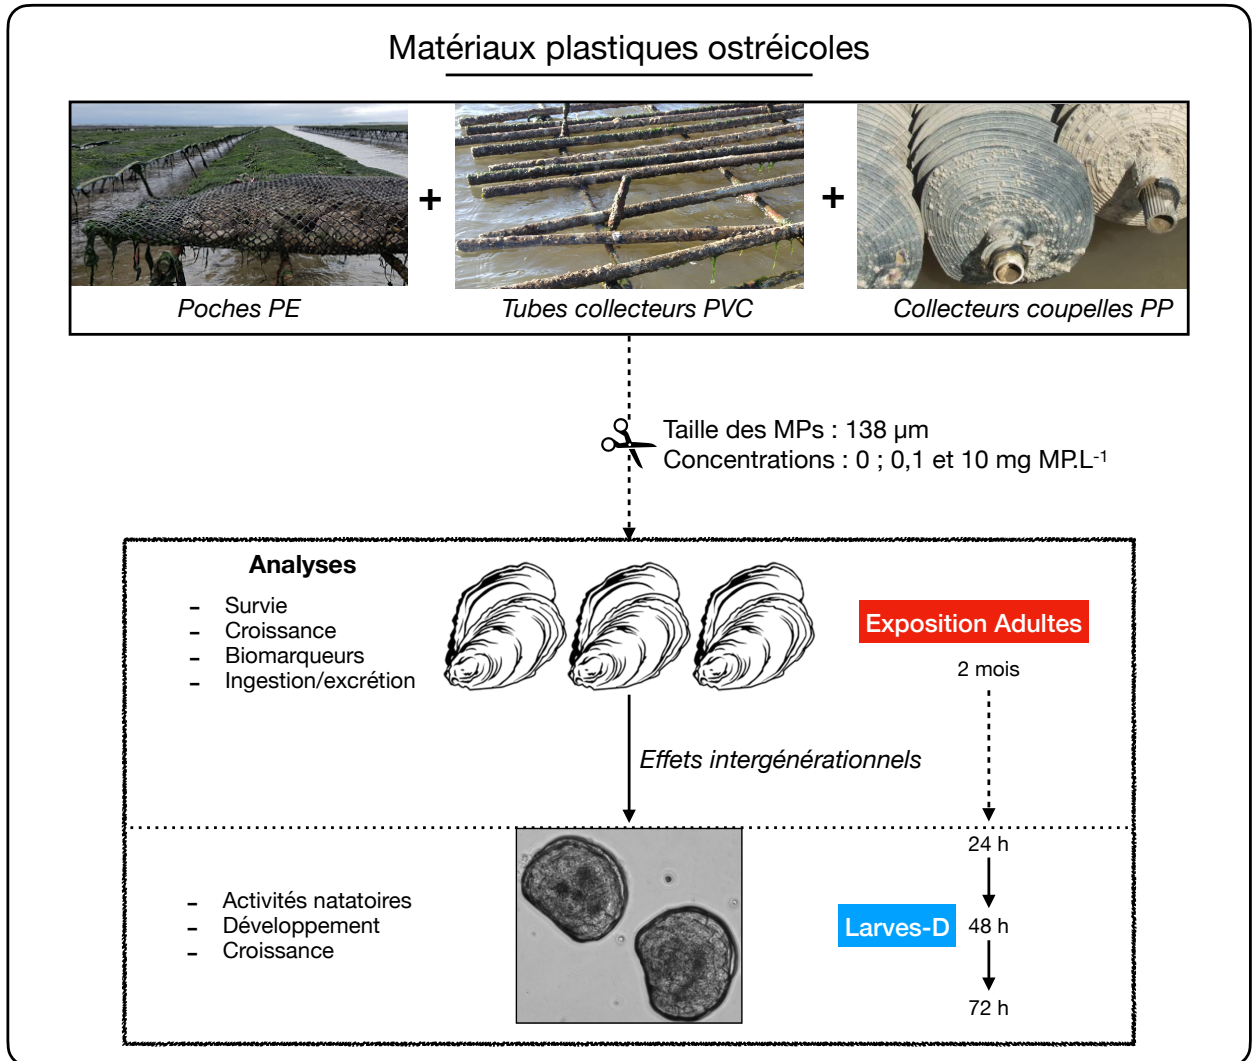 Matériaux plastiques ostréicoles
+
+
Poches PE
Tubes collecteurs PVC
Collecteurs coupelles PP
Taille des MPs : 138 µm
Concentrations : 0 ; 0,1 et 10 mg MP.L⁻¹
Analyses
- Survie
- Croissance
- Biomarqueurs
- Ingestion/excrétion
Exposition Adultes
2 mois
Effets intergénérationnels
24 h
- Activités natatoires
- Développement
- Croissance
Larves-D
48 h
72 h